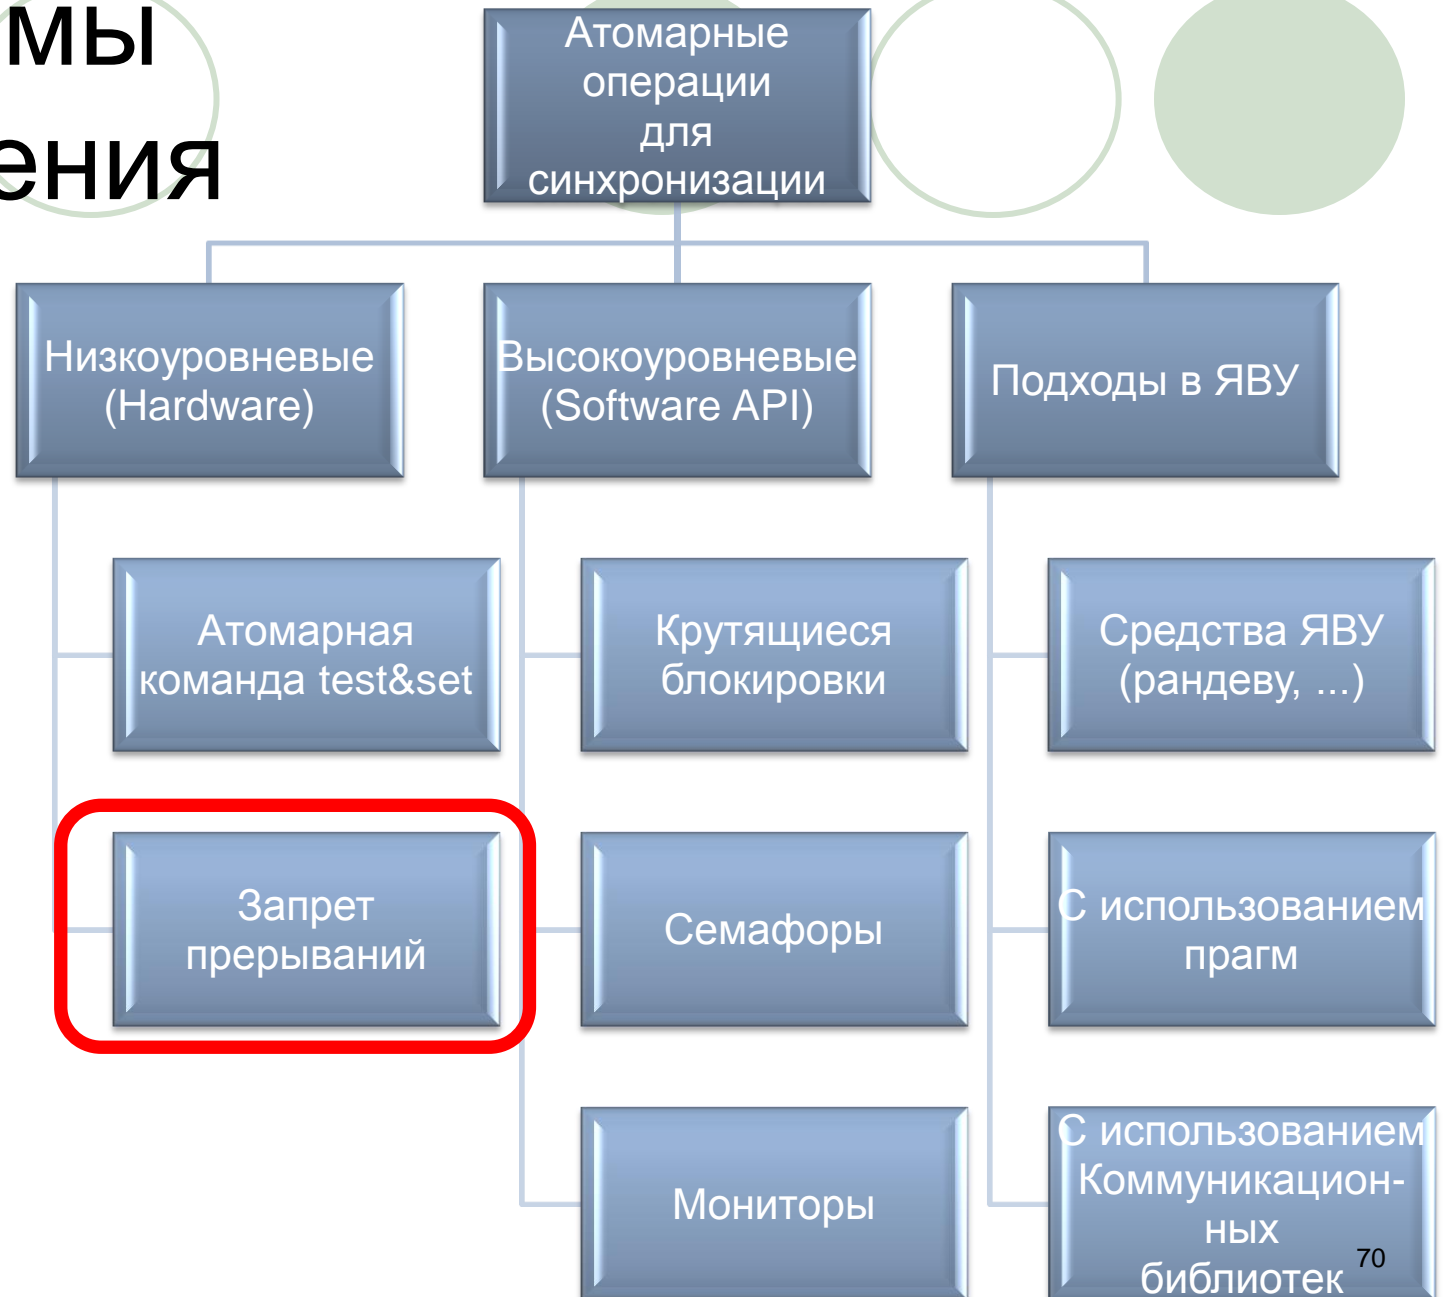 мы
ения
Атомарные
операции
для
синхронизации
Низкоуровневые
(Hardware)
Высокоуровневые
(Software API)
Подходы в ЯВУ
Атомарная
команда test&set
Крутящиеся
блокировки
Средства ЯВУ
(рандеву, ...)
Запрет
прерываний
Семафоры
С использованием
прагм
Мониторы
С использованием
Коммуникацион-
ных
библиотек
70